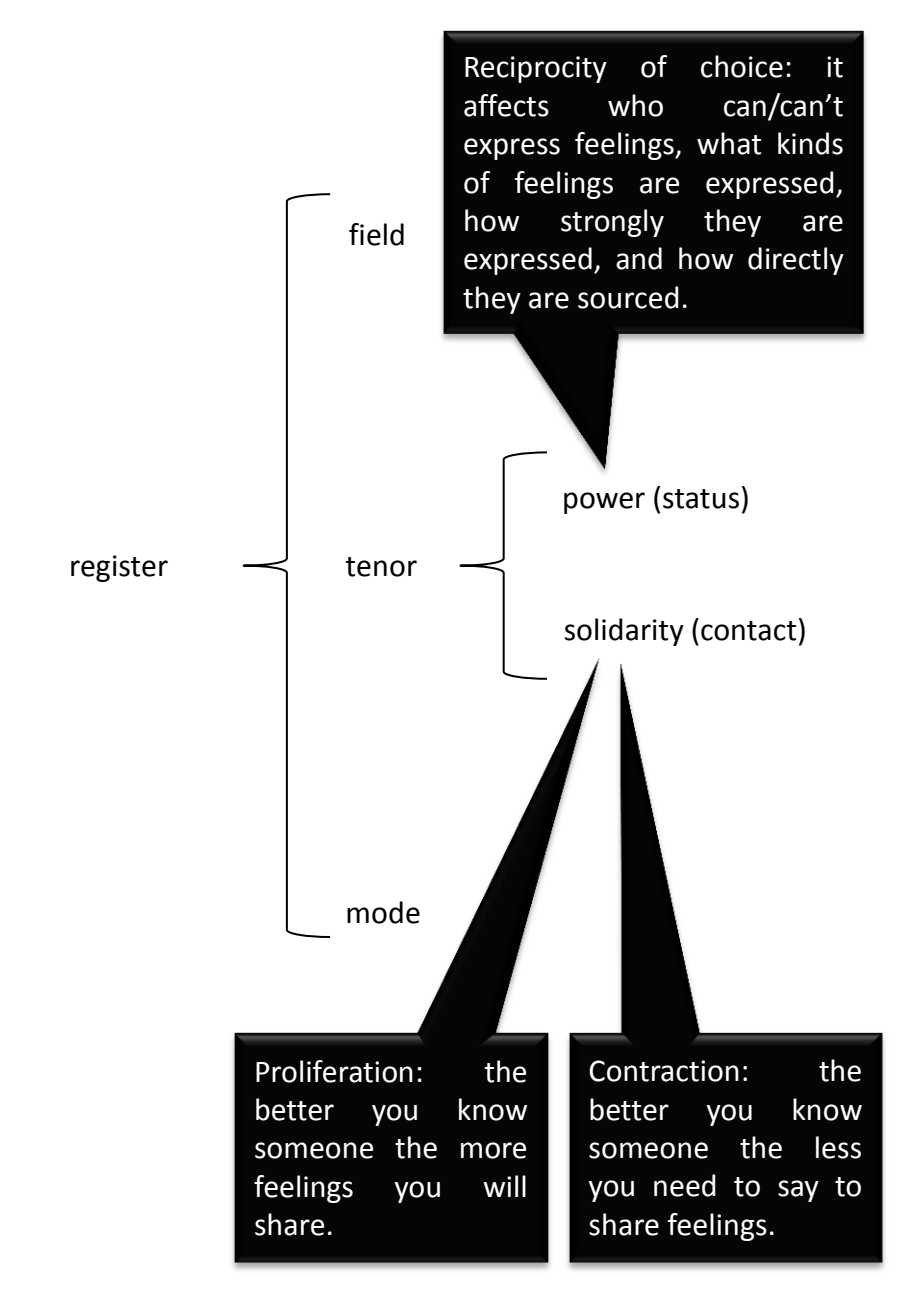 Reciprocity of choice: it
affects who can/can’t
express feelings, what kinds
of feelings are expressed,
how strongly they are
expressed, and how directly
they are sourced.
field
power (status)
register
tenor
solidarity (contact)
mode
Proliferation: the
better you know
someone the more
feelings you will
share.
Contraction: the
better you know
someone the less
you need to say to
share feelings.